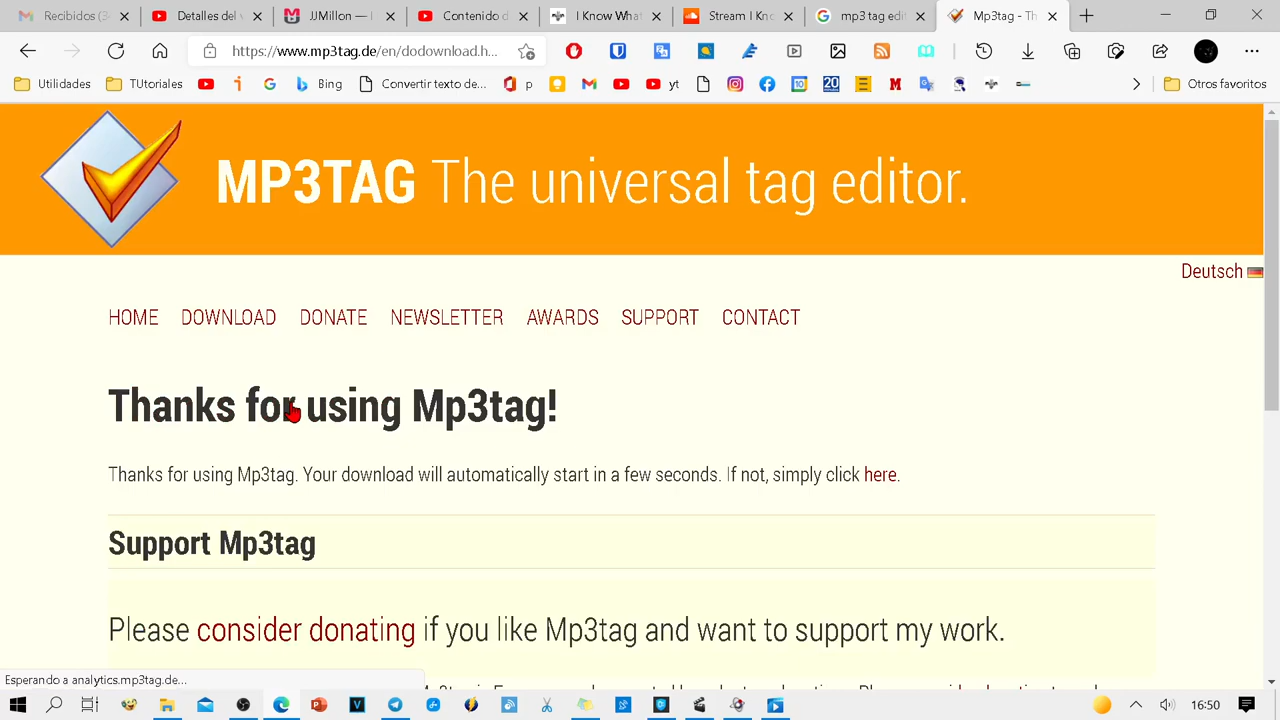 Recibidos (3
Detalles del v
JJMillon —
Contenido d
I Know Wha
Stream I Kno
mp3 tag edi
Mp3tag - Th
https://www.mp3tag.de/en/dodownload.h...
Utilidades
TUtoriales
Bing
Convertir texto de...
p
yt
Otros favoritos
MP3TAG The universal tag editor.
Deutsch
HOME DOWNLOAD DONATE NEWSLETTER AWARDS SUPPORT CONTACT
Thanks for using Mp3tag!
Thanks for using Mp3tag. Your download will automatically start in a few seconds. If not, simply click here.
Support Mp3tag
Please consider donating if you like Mp3tag and want to support my work.
Esperando a analytics.mp3tag.de...
16:50